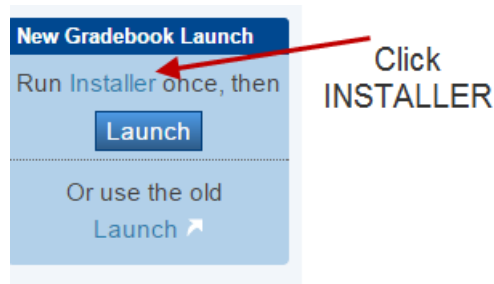 New Gradebook Launch
Run Installer once, then
Launch
Or use the old
Launch
Click
INSTALLER